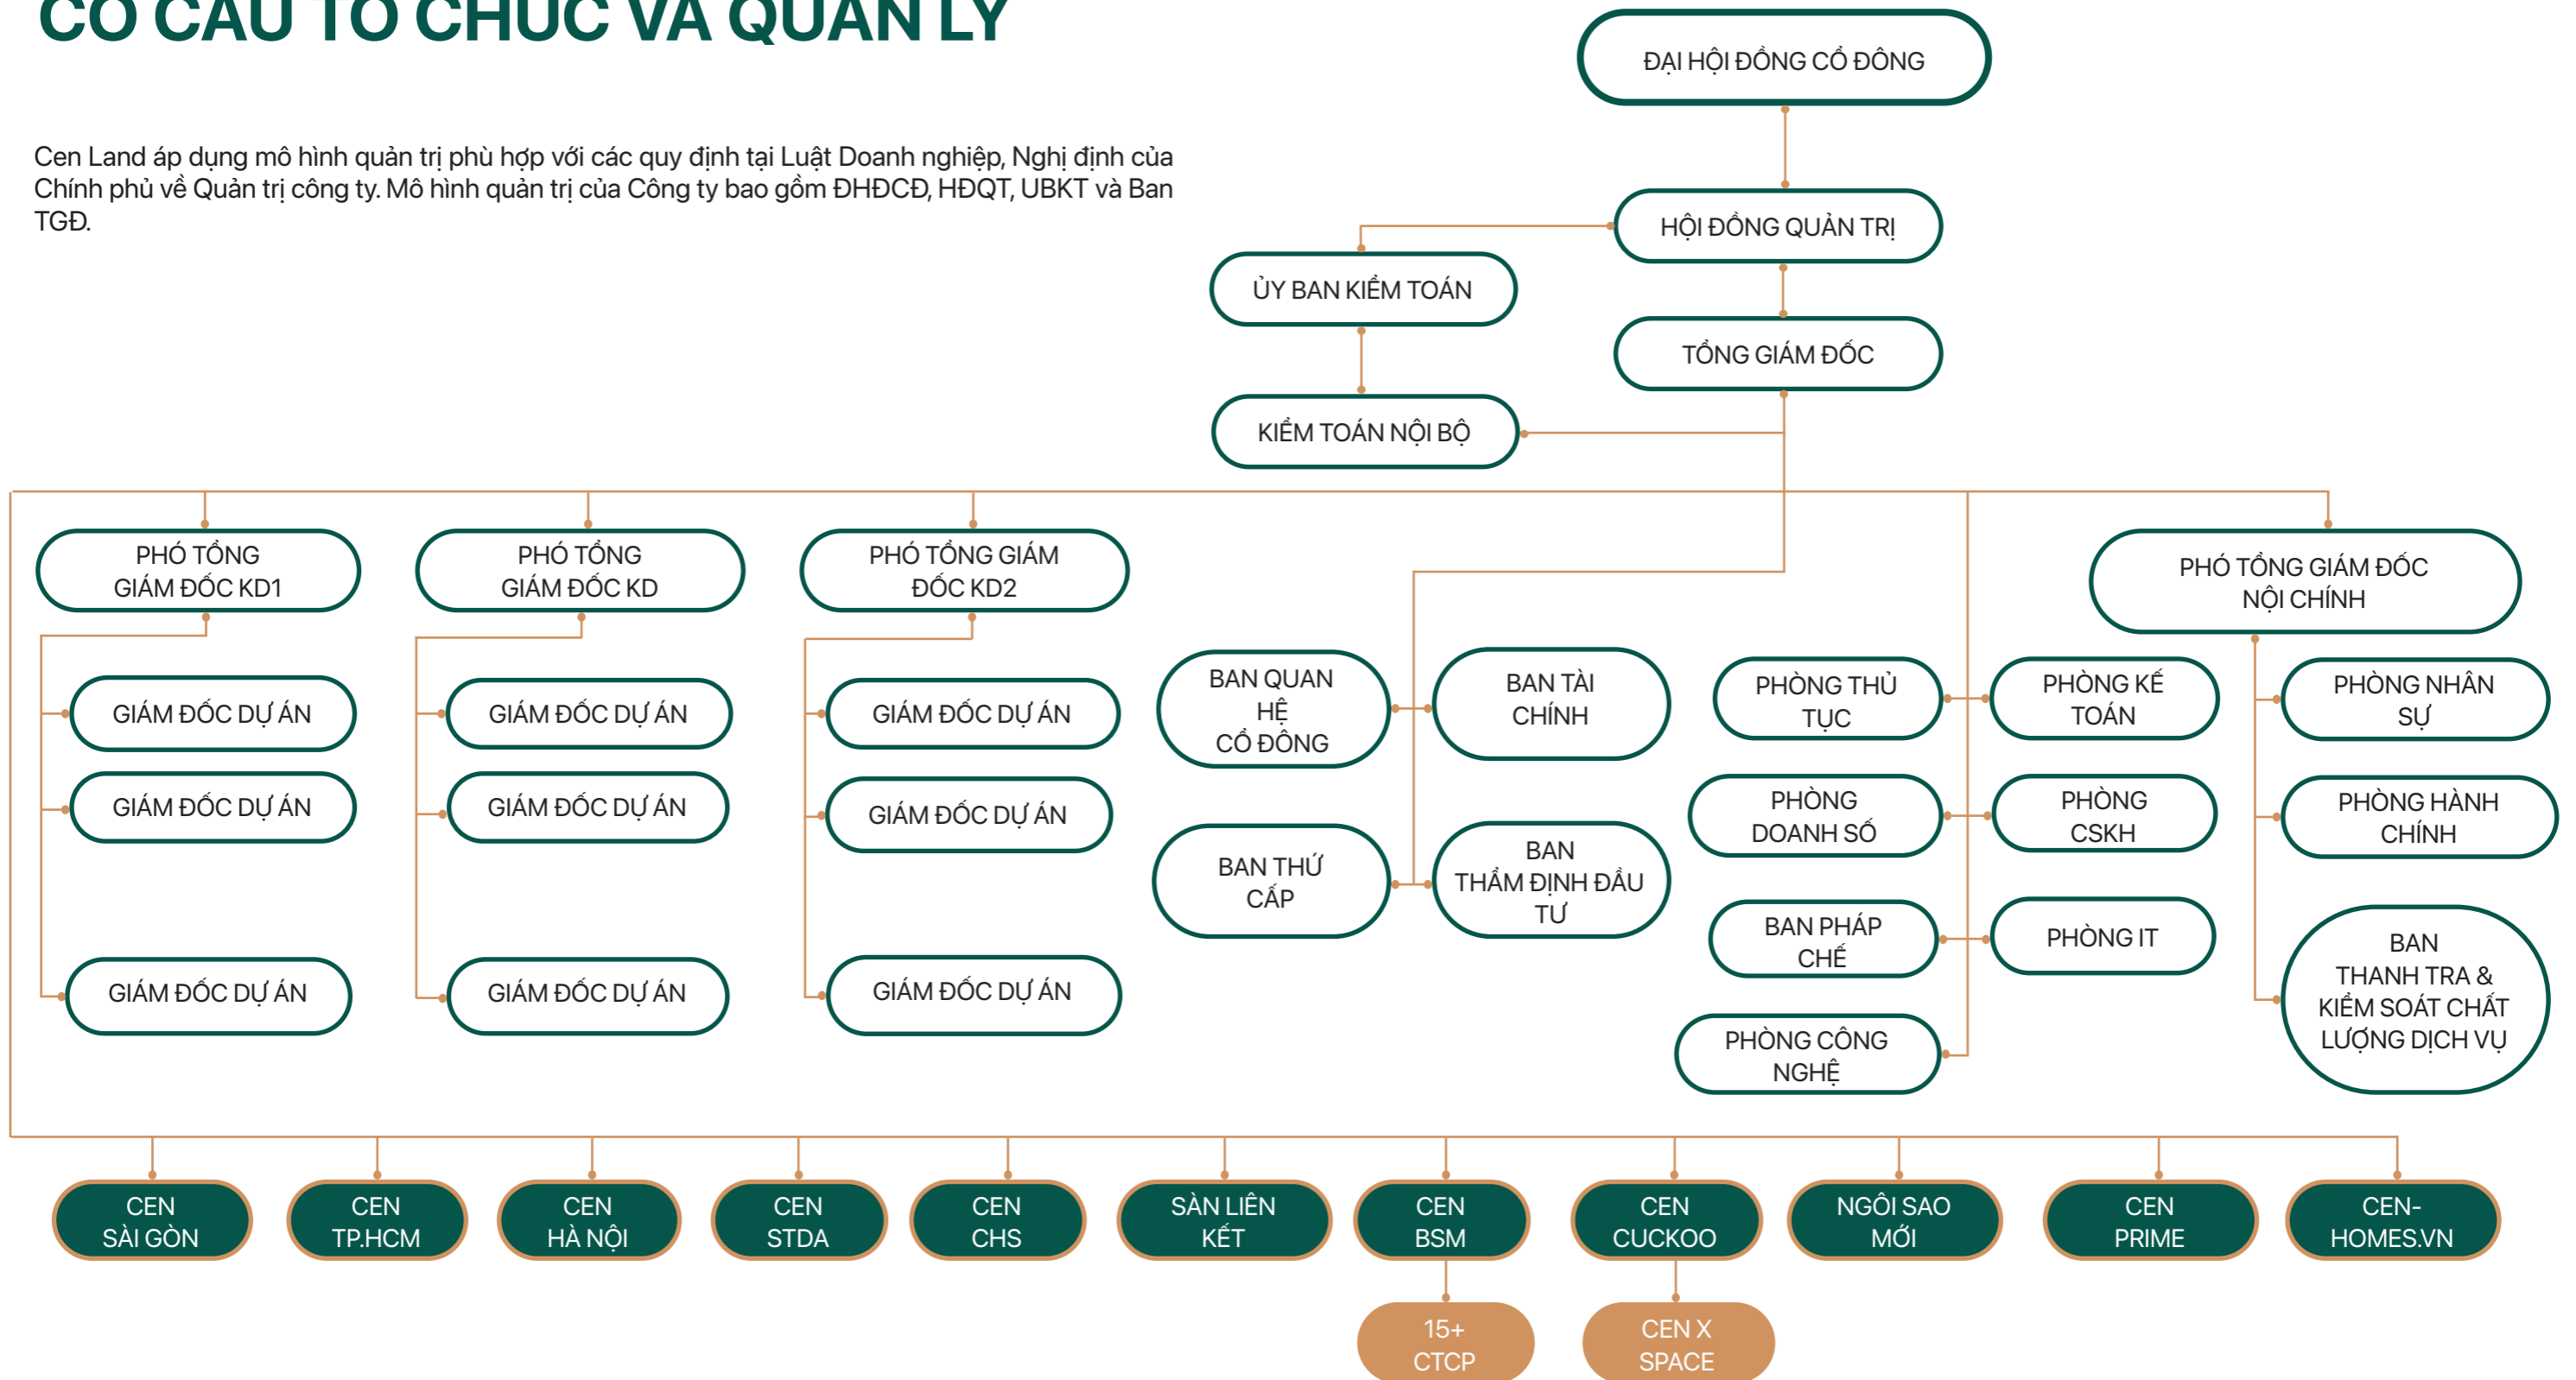 CƠ CẤU TỔ CHỨC VÀ QUẢN LÝ
Cen Land áp dụng mô hình quản trị phù hợp với các quy định tại Luật Doanh nghiệp, Nghị định của
Chính phủ về Quản trị công ty. Mô hình quản trị của Công ty bao gồm ĐHĐCĐ, HĐQT, UBKT và Ban
TGĐ.
ĐẠI HỘI ĐỒNG CỔ ĐÔNG
HỘI ĐỒNG QUẢN TRỊ
ỦY BAN KIỂM TOÁN
TỔNG GIÁM ĐỐC
KIỂM TOÁN NỘI BỘ
PHÓ TỔNG
GIÁM ĐỐC KD1
GIÁM ĐỐC DỰ ÁN
GIÁM ĐỐC DỰ ÁN
GIÁM ĐỐC DỰ ÁN
PHÓ TỔNG
GIÁM ĐỐC KD
GIÁM ĐỐC DỰ ÁN
GIÁM ĐỐC DỰ ÁN
GIÁM ĐỐC DỰ ÁN
PHÓ TỔNG GIÁM
ĐỐC KD2
GIÁM ĐỐC DỰ ÁN
GIÁM ĐỐC DỰ ÁN
GIÁM ĐỐC DỰ ÁN
BAN QUAN
HỆ
CỔ ĐÔNG
BAN TÀI
CHÍNH
BAN THỨ
CẤP
BAN
THẨM ĐỊNH ĐẦU
TƯ
PHÒNG THỦ
TỤC
PHÒNG KẾ
TOÁN
PHÒNG
DOANH SỐ
PHÒNG
CSKH
BAN PHÁP
CHẾ
PHÒNG IT
PHÒNG CÔNG
NGHỆ
PHÓ TỔNG GIÁM ĐỐC
NỘI CHÍNH
PHÒNG NHÂN
SỰ
PHÒNG HÀNH
CHÍNH
BAN
THANH TRA &
KIỂM SOÁT CHẤT
LƯỢNG DỊCH VỤ
CEN
SÀI GÒN
CEN
TP.HCM
CEN
HÀ NỘI
CEN
STDA
CEN
CHS
SÀN LIÊN
KẾT
CEN
BSM
CEN
CUCKOO
NGÔI SAO
MỚI
CEN
PRIME
CEN-
HOMES.VN
15+
CTCP
CEN X
SPACE